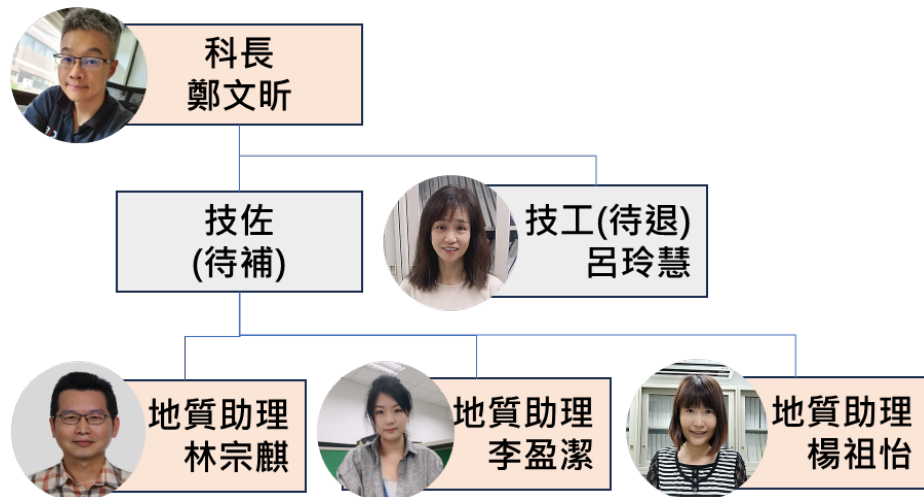 科長
鄭文昕
技佐
(待補)
技工(待退)
呂玲慧
地質助理
林宗麒
地質助理
李盈潔
地質助理
楊祖怡